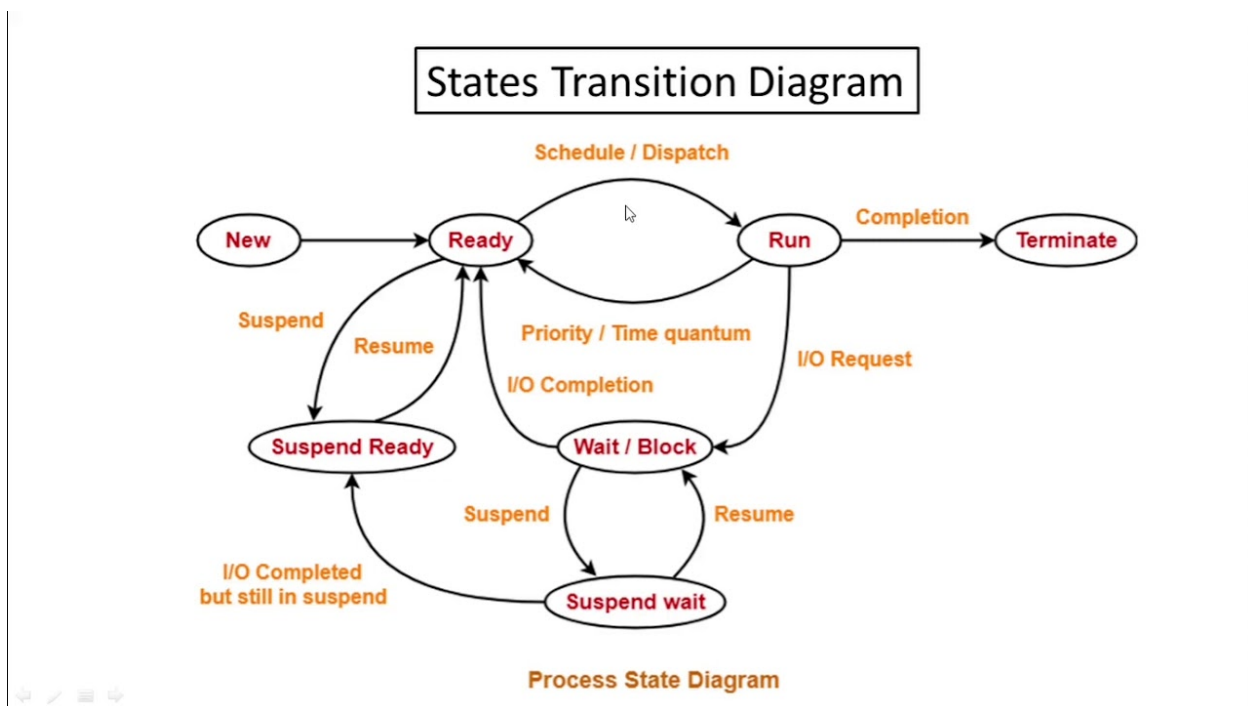 States Transition Diagram
Schedule / Dispatch
New
Ready
Run
Completion
Terminate
Suspend
Resume
Priority / Time quantum
I/O Completion
I/O Request
Suspend Ready
Wait / Block
Suspend
Resume
I/O Completed
but still in suspend
Suspend wait
Process State Diagram